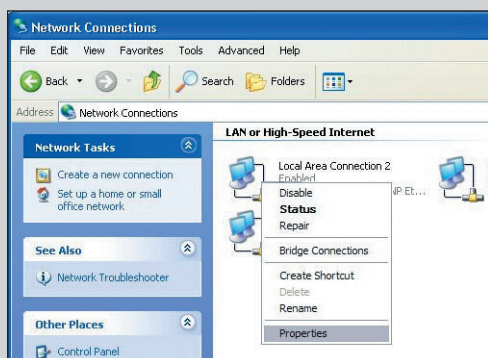 Network Connections
File Edit View Favorites Tools Advanced Help
Back Search Folders
Address Network Connections
Network Tasks
Create a new connection
Set up a home or small
office network
See Also
Network Troubleshooter
Other Places
Control Panel
LAN or High-Speed Internet
Local Area Connection 2
Enabled
NP Et...
Disable
Status
Repair
Bridge Connections
Create Shortcut
Delete
Rename
Properties